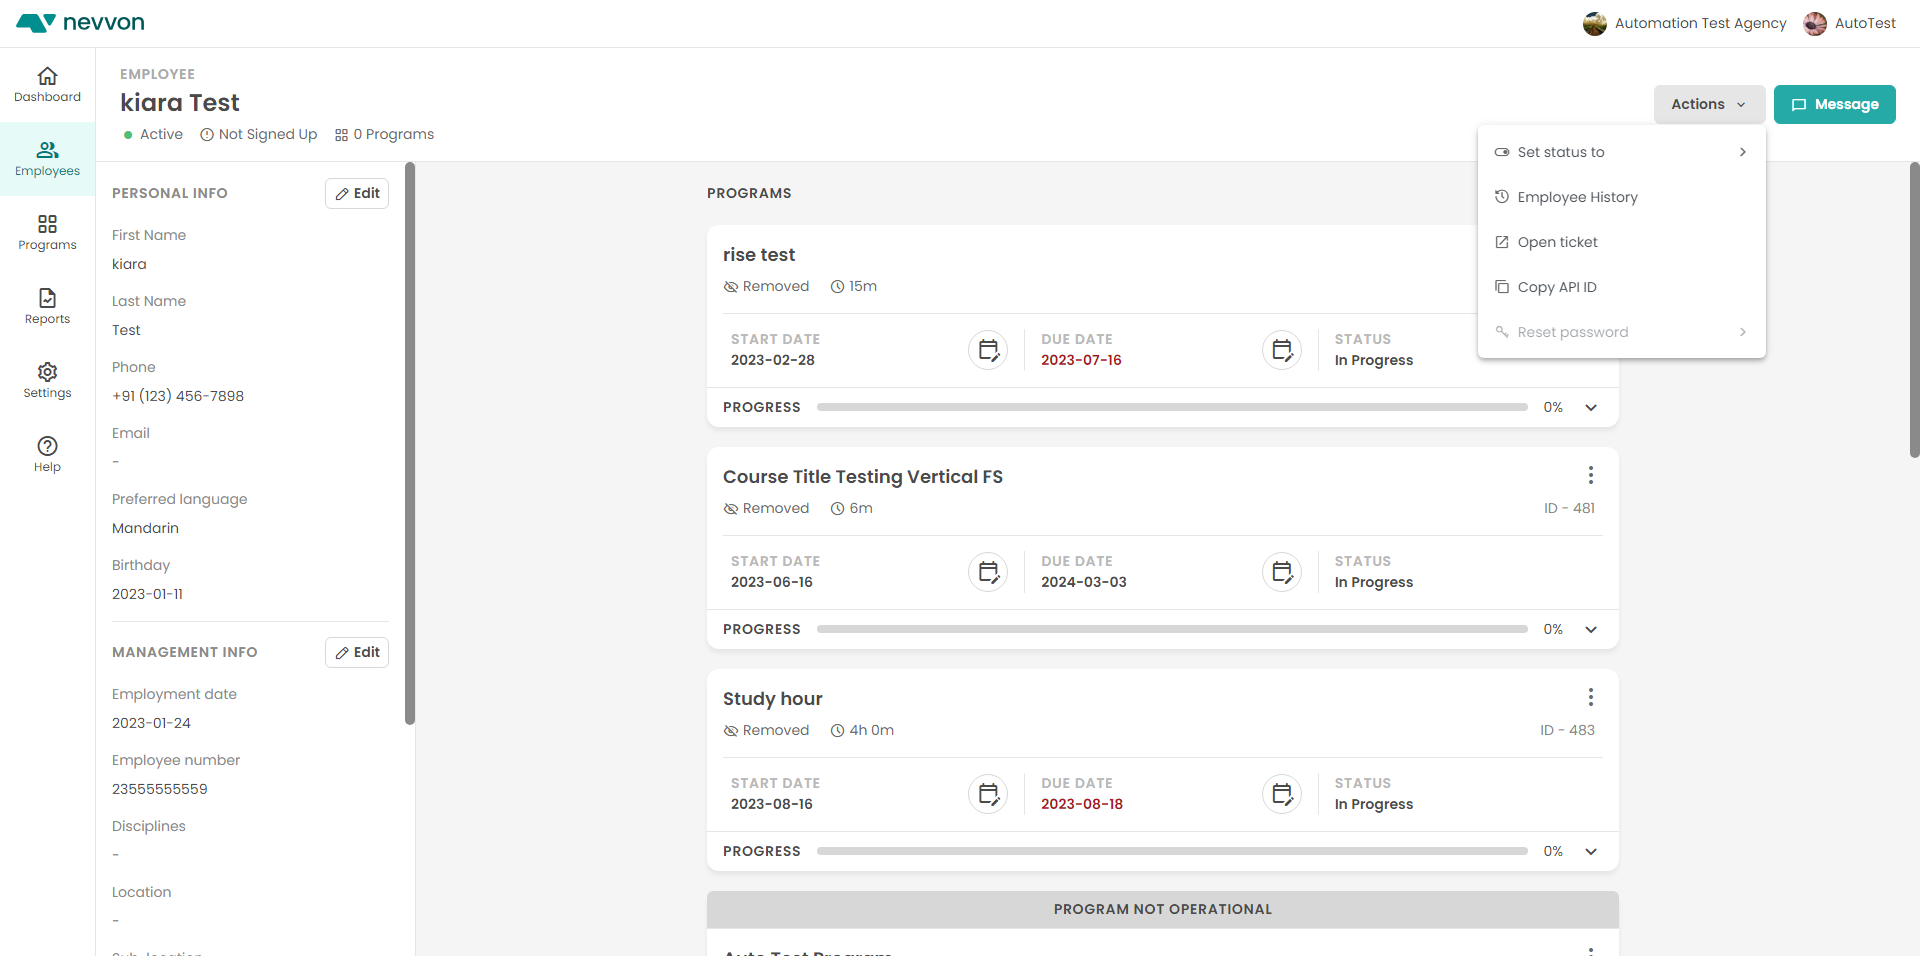 nevvon
Automation Test Agency
AutoTest
Dashboard
Employees
Programs
Reports
Settings
Help
EMPLOYEE
kiara Test
Active
Not Signed Up
0 Programs
Actions
Message
Set status to
Employee History
Open ticket
Copy API ID
Reset password
PERSONAL INFO
Edit
First Name
kiara
Last Name
Test
Phone
+91 (123) 456-7898
Email
-
Preferred language
Mandarin
Birthday
2023-01-11
MANAGEMENT INFO
Edit
Employment date
2023-01-24
Employee number
23555555559
Disciplines
-
Location
-
Sub-location
PROGRAMS
rise test
Removed
15m
START DATE
2023-02-28
DUE DATE
2023-07-16
STATUS
In Progress
PROGRESS
0%
Course Title Testing Vertical FS
Removed
6m
ID - 481
START DATE
2023-06-16
DUE DATE
2024-03-03
STATUS
In Progress
PROGRESS
0%
Study hour
Removed
4h 0m
ID - 483
START DATE
2023-08-16
DUE DATE
2023-08-18
STATUS
In Progress
PROGRESS
0%
PROGRAM NOT OPERATIONAL
Auto Test Program